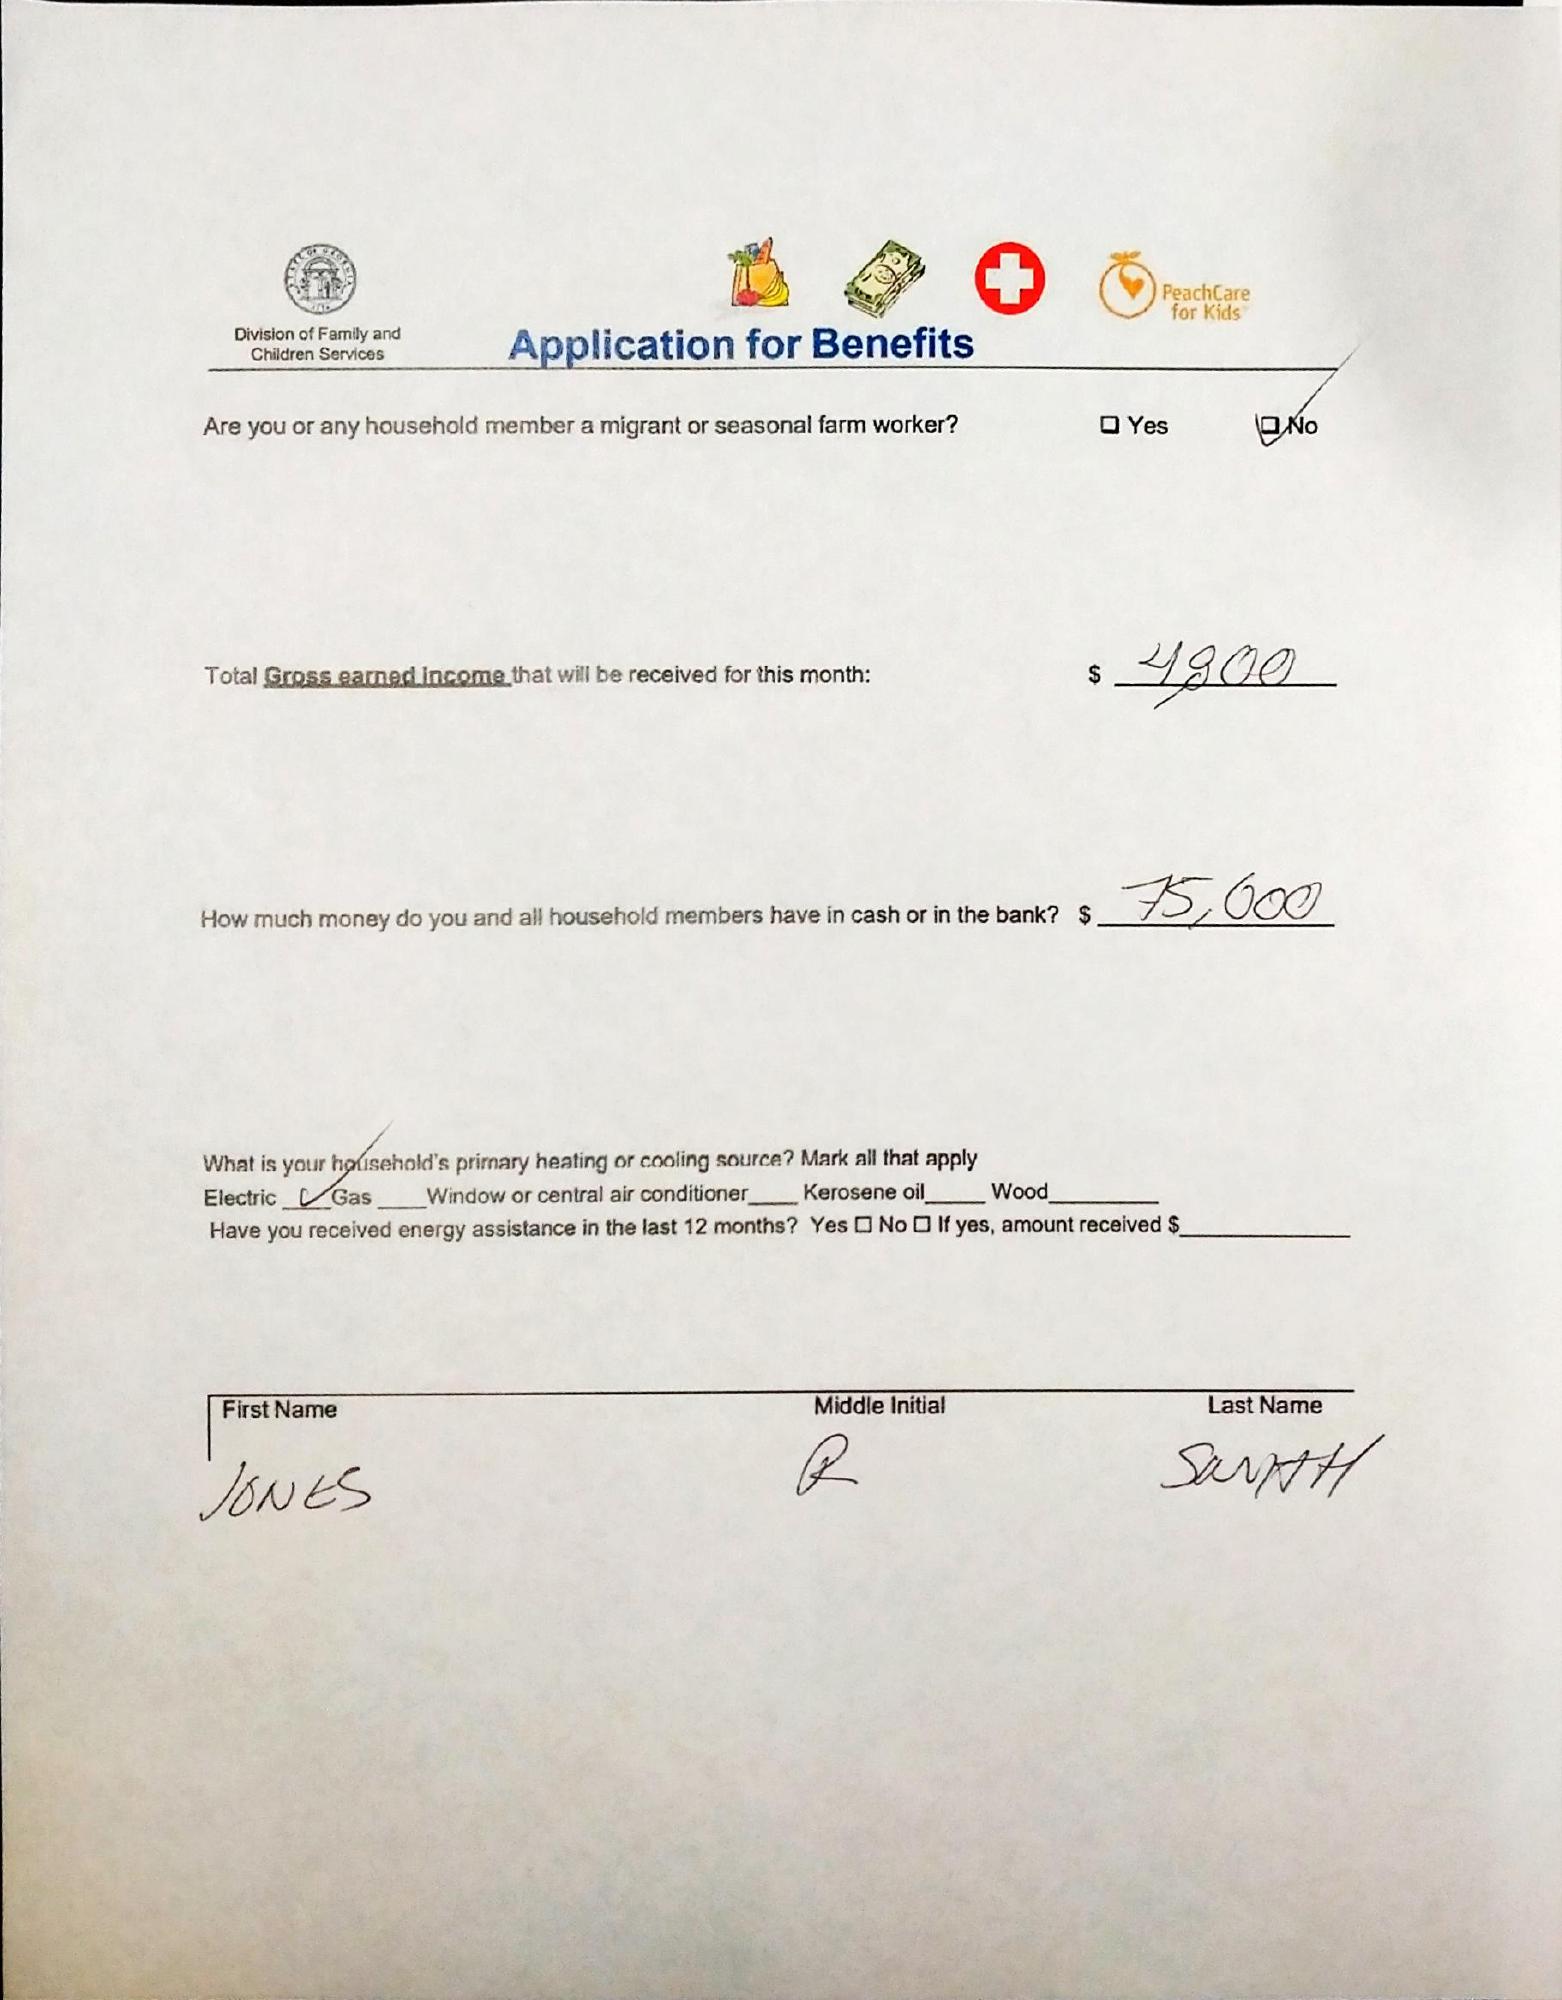 Division of Family and
Children Services
PeachCare
for Kids
Application for Benefits
Are you or any household member a migrant or seasonal farm worker? ☐ Yes ☑ No
Total Gross earned income that will be received for this month: $ 4800
How much money do you and all household members have in cash or in the bank? $ 75,000
What is your household's primary heating or cooling source? Mark all that apply
Electric ✓ Gas ____ Window or central air conditioner____ Kerosene oil_____ Wood_________
Have you received energy assistance in the last 12 months? Yes ☐ No ☐ If yes, amount received $______________
First Name Middle Initial Last Name
JONES R